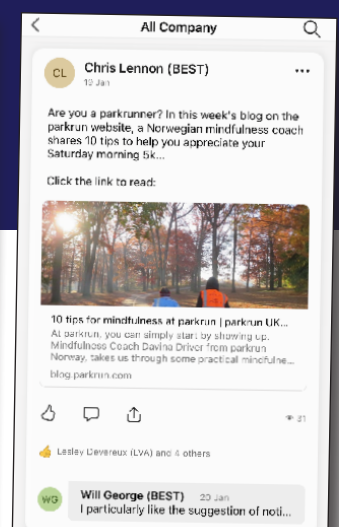 All Company
CL
Chris Lennon (BEST)
19 Jan
Are you a parkrunner? In this week's blog on the
parkrun website, a Norwegian mindfulness coach
shares 10 tips to help you appreciate your
Saturday morning 5k...
Click the link to read:
10 tips for mindfulness at parkrun | parkrun UK...
At parkrun, you can simply start by showing up.
Mindfulness Coach Davina Driver from parkrun
Norway, takes us through some practical mindfulne...
blog.parkrun.com
31
Lesley Devereux (LVA) and 4 others
WG
Will George (BEST) 20 Jan
I particularly like the suggestion of noti...